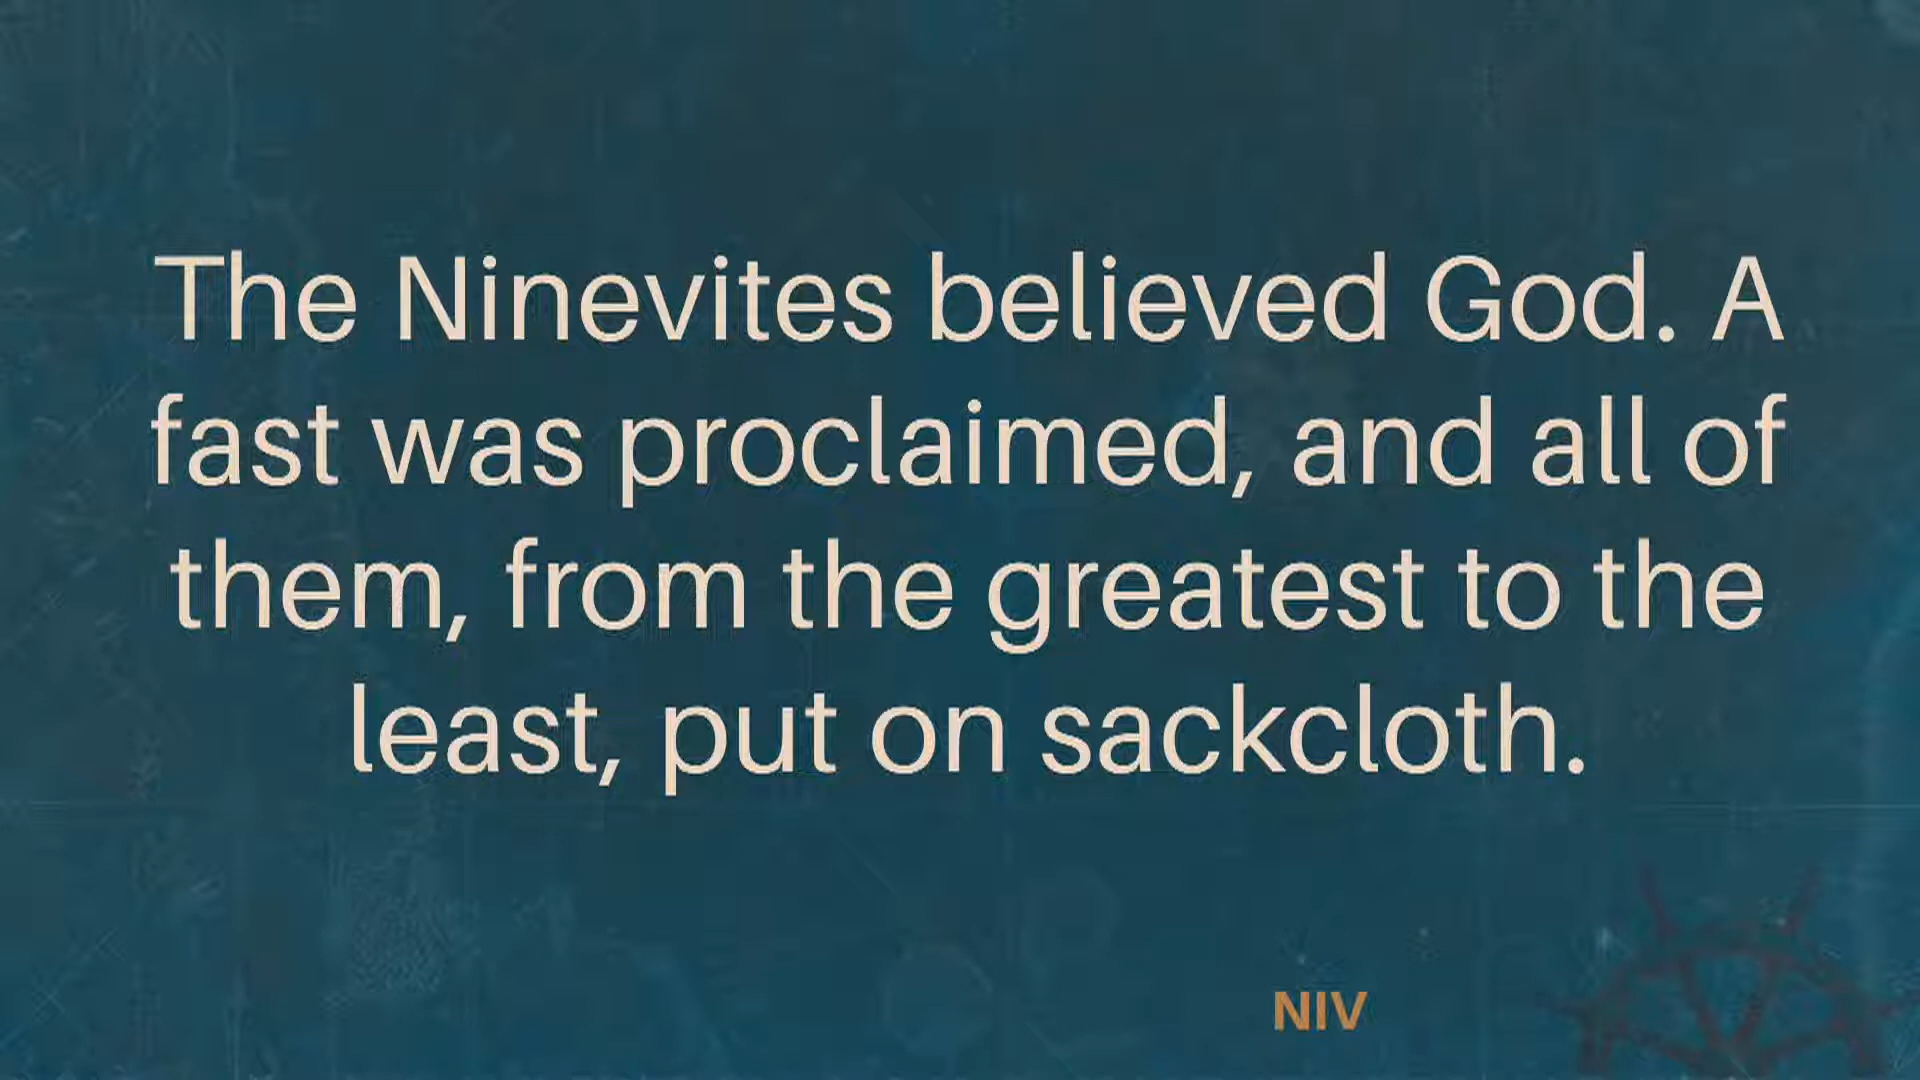 The Ninevites believed God. A
fast was proclaimed, and all of
them, from the greatest to the
least, put on sackcloth.
NIV